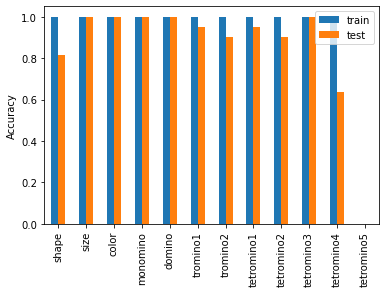 1.0
0.8
0.6
0.4
0.2
0.0
Accuracy
train
test
shape
size
color
monomino
domino
tromino1
tromino2
tetromino1
tetromino2
tetromino3
tetromino4
tetromino5